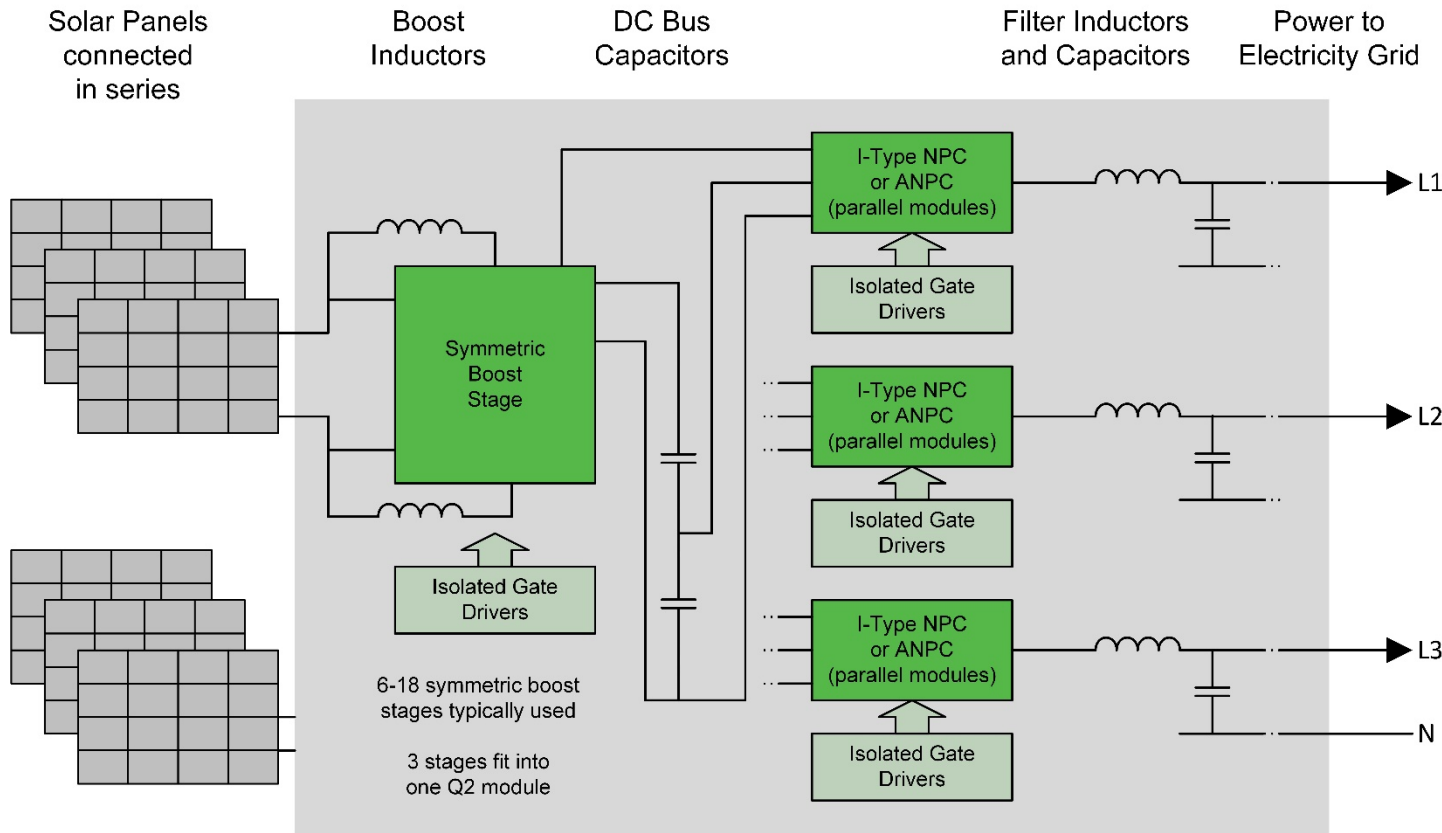 Solar Panels
connected
in series
Boost
Inductors
DC Bus
Capacitors
Filter Inductors
and Capacitors
Power to
Electricity Grid
Symmetric
Boost
Stage
Isolated Gate
Drivers
6-18 symmetric boost
stages typically used
3 stages fit into
one Q2 module
I-Type NPC
or ANPC
(parallel modules)
Isolated Gate
Drivers
L1
I-Type NPC
or ANPC
(parallel modules)
Isolated Gate
Drivers
L2
I-Type NPC
or ANPC
(parallel modules)
Isolated Gate
Drivers
L3
N